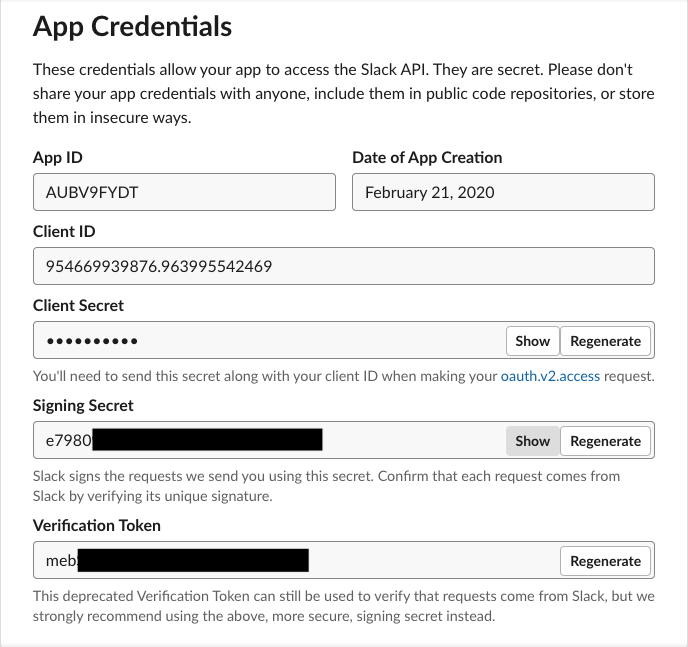 App Credentials
These credentials allow your app to access the Slack API. They are secret. Please don't
share your app credentials with anyone, include them in public code repositories, or store
them in insecure ways.
App ID
Date of App Creation
AUBV9FYDT
February 21, 2020
Client ID
954669939876.963995542469
Client Secret
••••••••••
Show
Regenerate
You'll need to send this secret along with your client ID when making your oauth.v2.access request.
Signing Secret
e7980
Show
Regenerate
Slack signs the requests we send you using this secret. Confirm that each request comes from
Slack by verifying its unique signature.
Verification Token
meb
Regenerate
This deprecated Verification Token can still be used to verify that requests come from Slack, but we
strongly recommend using the above, more secure, signing secret instead.